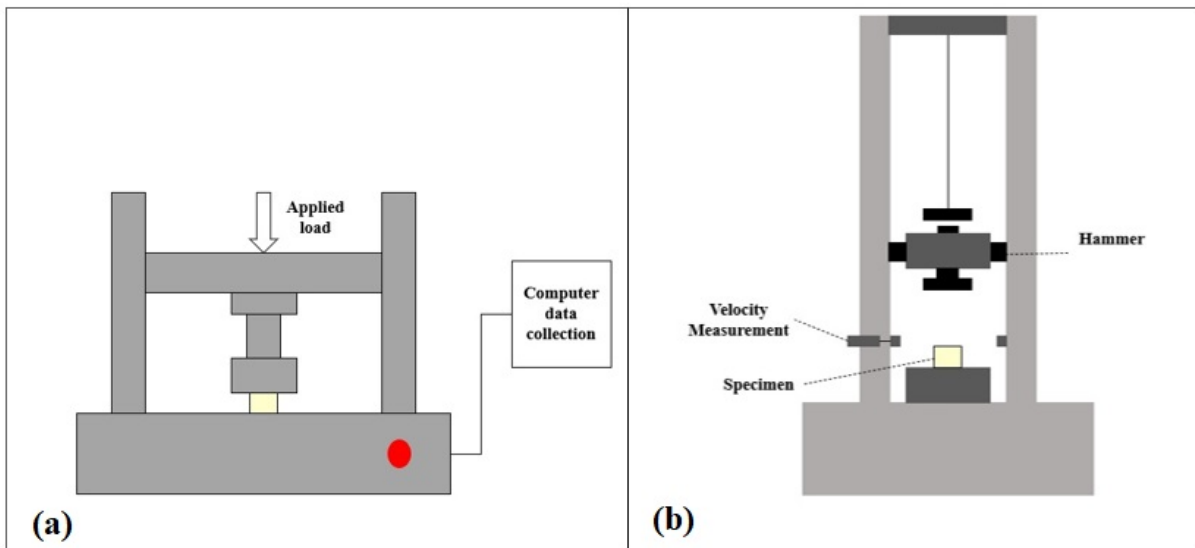 Applied
load
Computer
data
collection
(a)
Hammer
Velocity
Measurement
Specimen
(b)